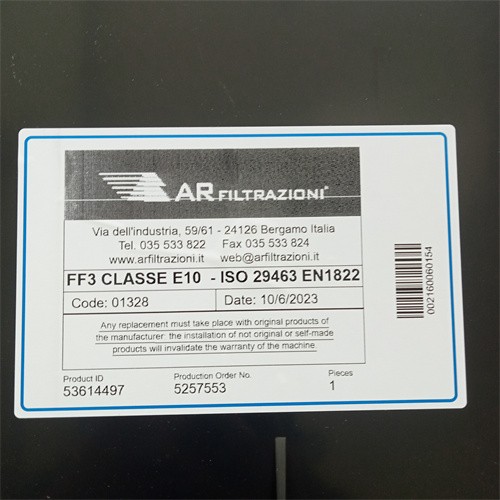 AR FILTRAZIONI®
Via dell'industria, 59/61 - 24126 Bergamo Italia
Tel. 035 533 822 Fax 034 533 824
www.arfiltrazioni.it web@arfiltrazioni.it
FF3 CLASSE E10 - ISO 29463 EN1822
Code: 01328 Date: 10/6/2023
Any replacement must take place with original products of
the manufacturer: the installation of not original or self-made
products will invalidate the warranty of the machine.
Product ID Production Order No. Pieces
53614497 5257553 1
0021600060154